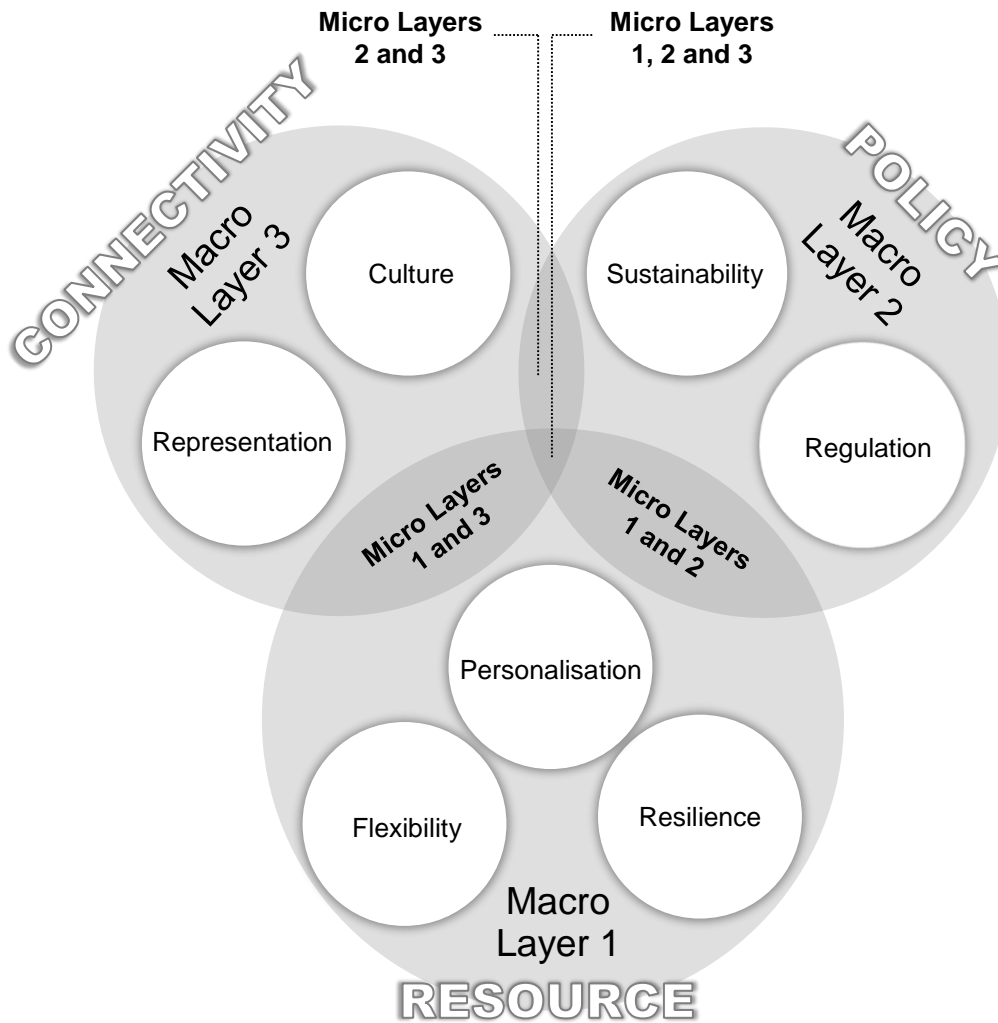 Micro Layers
2 and 3
Micro Layers
1, 2 and 3
CONNECTIVITY
POLICY
Macro
Layer 3
Culture
Sustainability
Macro
Layer 2
Representation
Regulation
Micro Layers
1 and 3
Micro Layers
1 and 2
Personalisation
Flexibility
Resilience
Macro
Layer 1
RESOURCE